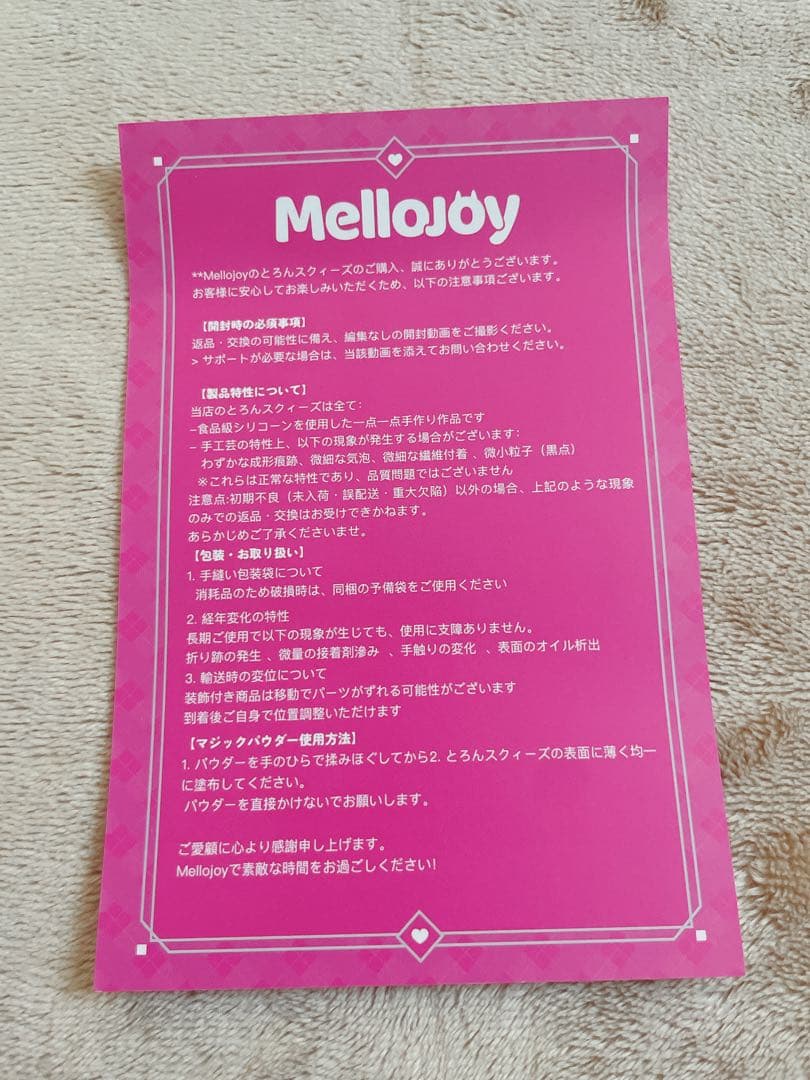 Mellojoy
**Mellojoyのとろんスクィーズのご購入、誠にありがとうございます。
お客様に安心してお楽しみいただくため、以下の注意事項ございます。
【開封時の必須事項】
返品・交換の可能性に備え、編集なしの開封動画をご撮影ください。
> サポートが必要な場合は、当該動画を添えてお問い合わせください。
【製品特性について】
当店のとろんスクィーズは全て:
–食品級シリコーンを使用した一点一点手作り作品です
– 手工芸の特性上、以下の現象が発生する場合がございます:
わずかな成形痕跡、微細な気泡、微細な繊維付着 、微小粒子（黒点）
※これらは正常な特性であり、品質問題ではございません
注意点:初期不良（未入荷・誤配送・重大欠陥）以外の場合、上記のような現象
のみでの返品・交換はお受けできかねます。
あらかじめご了承くださいませ。
【包装・お取り扱い】
1. 手縫い包装袋について
消耗品のため破損時は、同梱の予備袋をご使用ください
2. 経年変化の特性
長期ご使用で以下の現象が生じても、使用に支障ありません。
折り跡の発生 、微量の接着剤滲み 、手触りの変化 、表面のオイル析出
3. 輸送時の変位について
装飾付き商品は移動でパーツがずれる可能性がございます
到着後ご自身で位置調整いただけます
【マジックパウダー使用方法】
1. パウダーを手のひらで揉みほぐしてから2. とろんスクィーズの表面に薄く均一
に塗布してください。
パウダーを直接かけないでお願いします。
ご愛顧に心より感謝申し上げます。
Mellojoyで素敵な時間をお過ごしください!